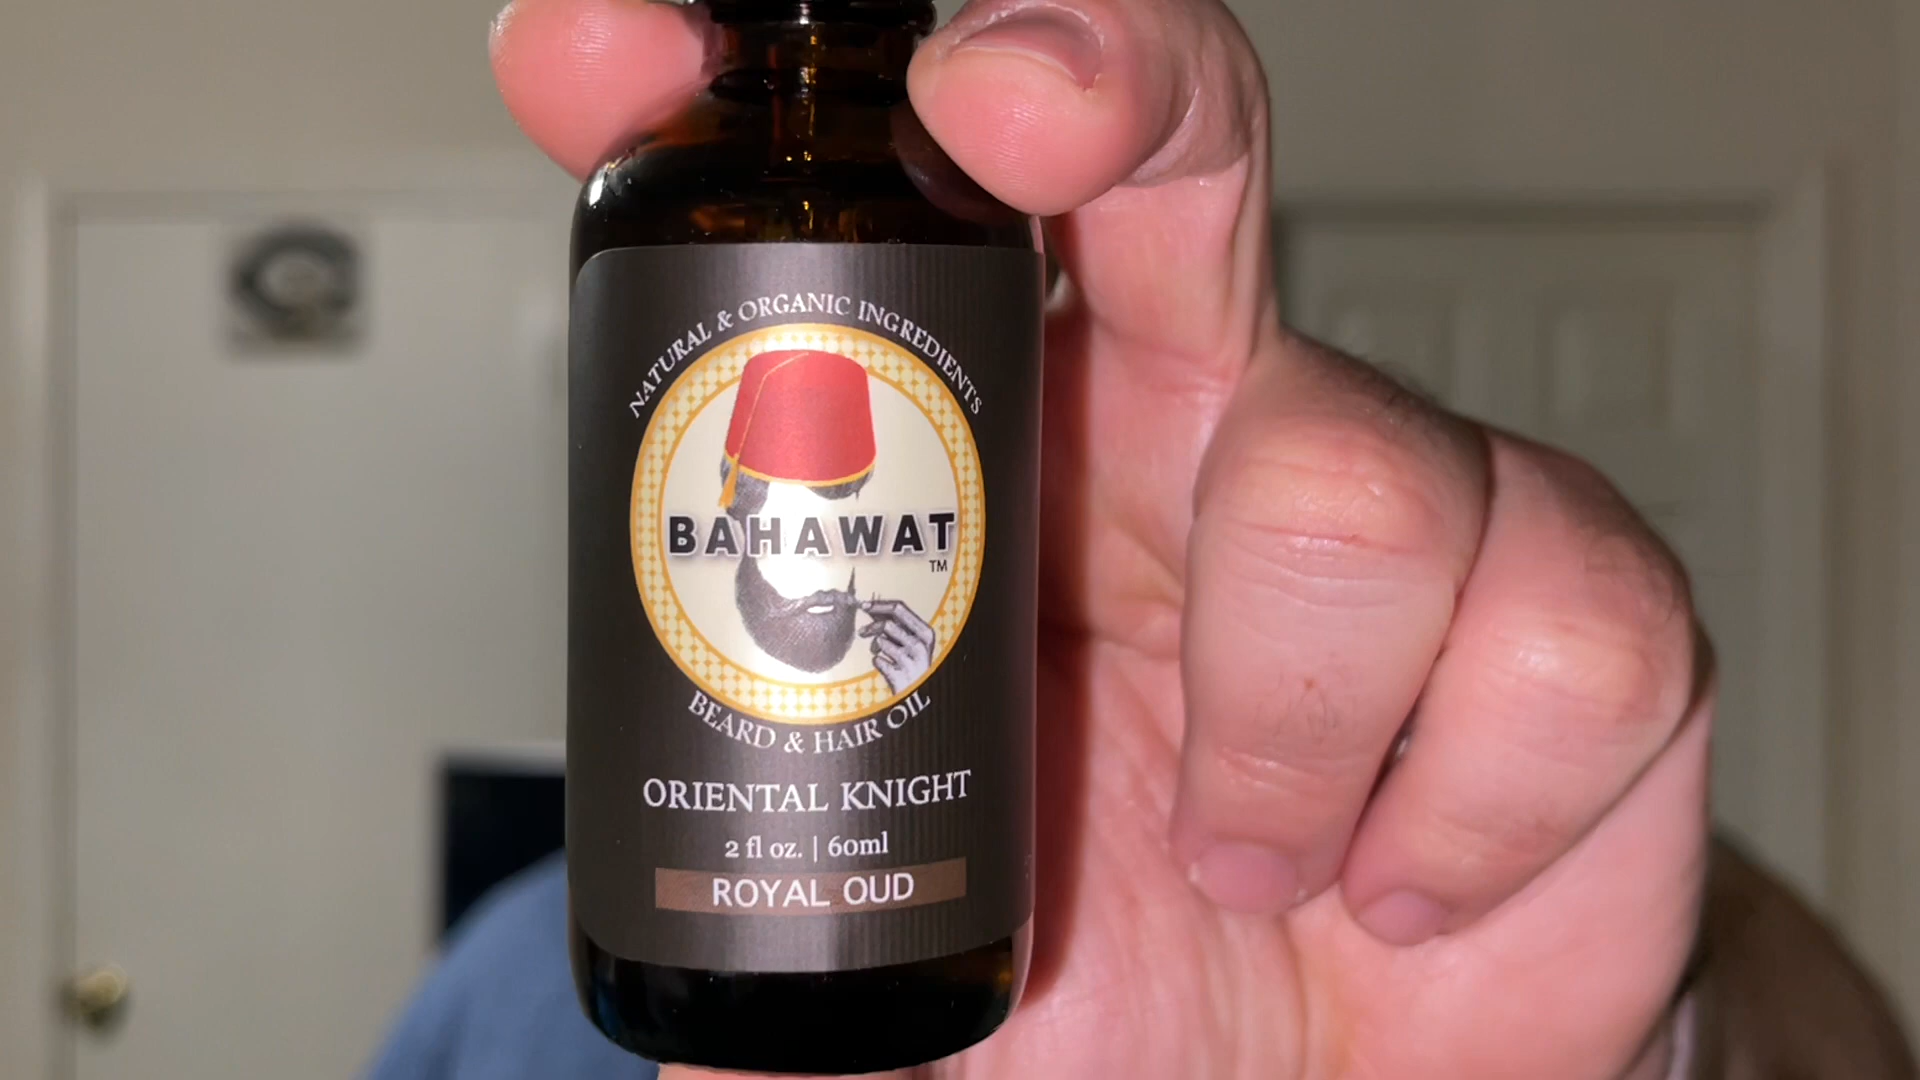 NATURAL & ORGANIC INGREDIENTS
BAHAWAT
TM
BEARD & HAIR OIL
ORIENTAL KNIGHT
2 fl oz. | 60ml
ROYAL OUD